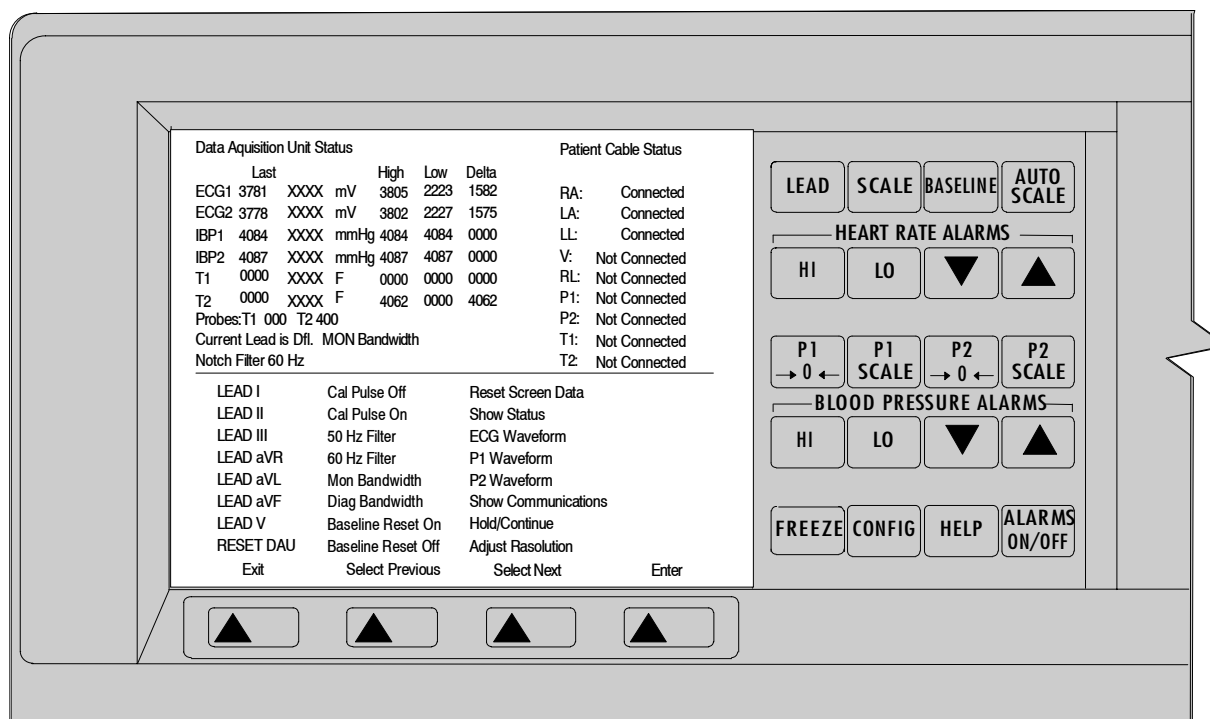 Data Aquisition Unit Status
Last High Low Delta
ECG1 3781 XXXX mV 3805 2223 1582
ECG2 3778 XXXX mV 3802 2227 1575
IBP1 4084 XXXX mmHg 4084 4084 0000
IBP2 4087 XXXX mmHg 4087 4087 0000
T1 0000 XXXX F 0000 0000 0000
T2 0000 XXXX F 4062 0000 4062
Probes:T1 000 T2 400
Current Lead is Dfl. MON Bandwidth
Notch Filter 60 Hz
Patient Cable Status
RA: Connected
LA: Connected
LL: Connected
V: Not Connected
RL: Not Connected
P1: Not Connected
P2: Not Connected
T1: Not Connected
T2: Not Connected
LEAD I Cal Pulse Off Reset Screen Data
LEAD II Cal Pulse On Show Status
LEAD III 50 Hz Filter ECG Waveform
LEAD aVR 60 Hz Filter P1 Waveform
LEAD aVL Mon Bandwidth P2 Waveform
LEAD aVF Diag Bandwidth Show Communications
LEAD V Baseline Reset On Hold/Continue
RESET DAU Baseline Reset Off Adjust Rasolution
Exit Select Previous Select Next Enter
LEAD SCALE BASELINE AUTO SCALE
HEART RATE ALARMS
HI LO
P1 →0← P1 SCALE P2 →0← P2 SCALE
BLOOD PRESSURE ALARMS
HI LO
FREEZE CONFIG HELP ALARMS ON/OFF